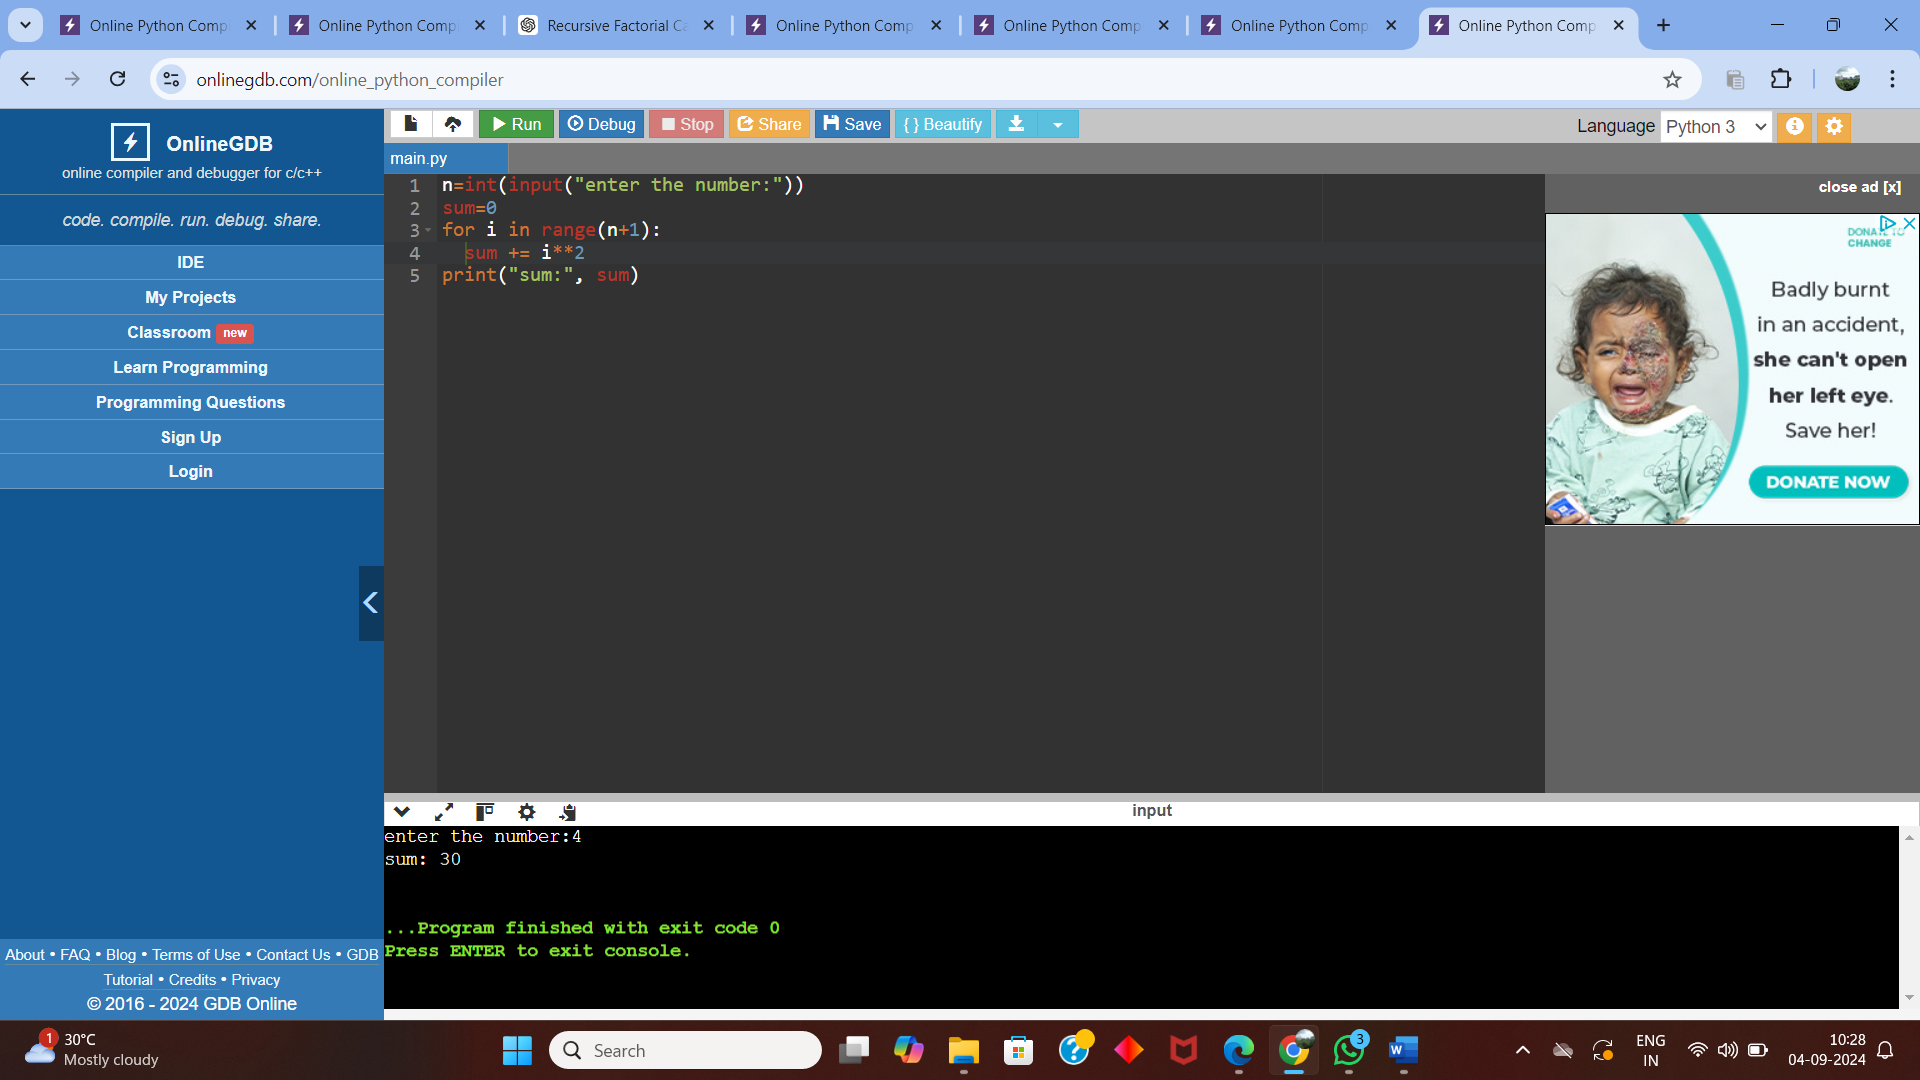 Online Python Comp
Online Python Comp
Recursive Factorial Ca
Online Python Comp
Online Python Comp
Online Python Comp
Online Python Comp
onlinegdb.com/online_python_compiler
OnlineGDB
online compiler and debugger for c/c++
code. compile. run. debug. share.
IDE
My Projects
Classroom new
Learn Programming
Programming Questions
Sign Up
Login
About • FAQ • Blog • Terms of Use • Contact Us • GDB
Tutorial • Credits • Privacy
© 2016 - 2024 GDB Online
Run Debug Stop Share Save { } Beautify
Language Python 3
main.py
1 n=int(input("enter the number:"))
2 sum=0
3 for i in range(n+1):
4 sum += i**2
5 print("sum:", sum)
close ad [x]
DONATE TO
CHANGE
Badly burnt
in an accident,
she can't open
her left eye.
Save her!
DONATE NOW
input
enter the number:4
sum: 30
...Program finished with exit code 0
Press ENTER to exit console.
1
30°C
Mostly cloudy
Search
3
ENG
IN
10:28
04-09-2024